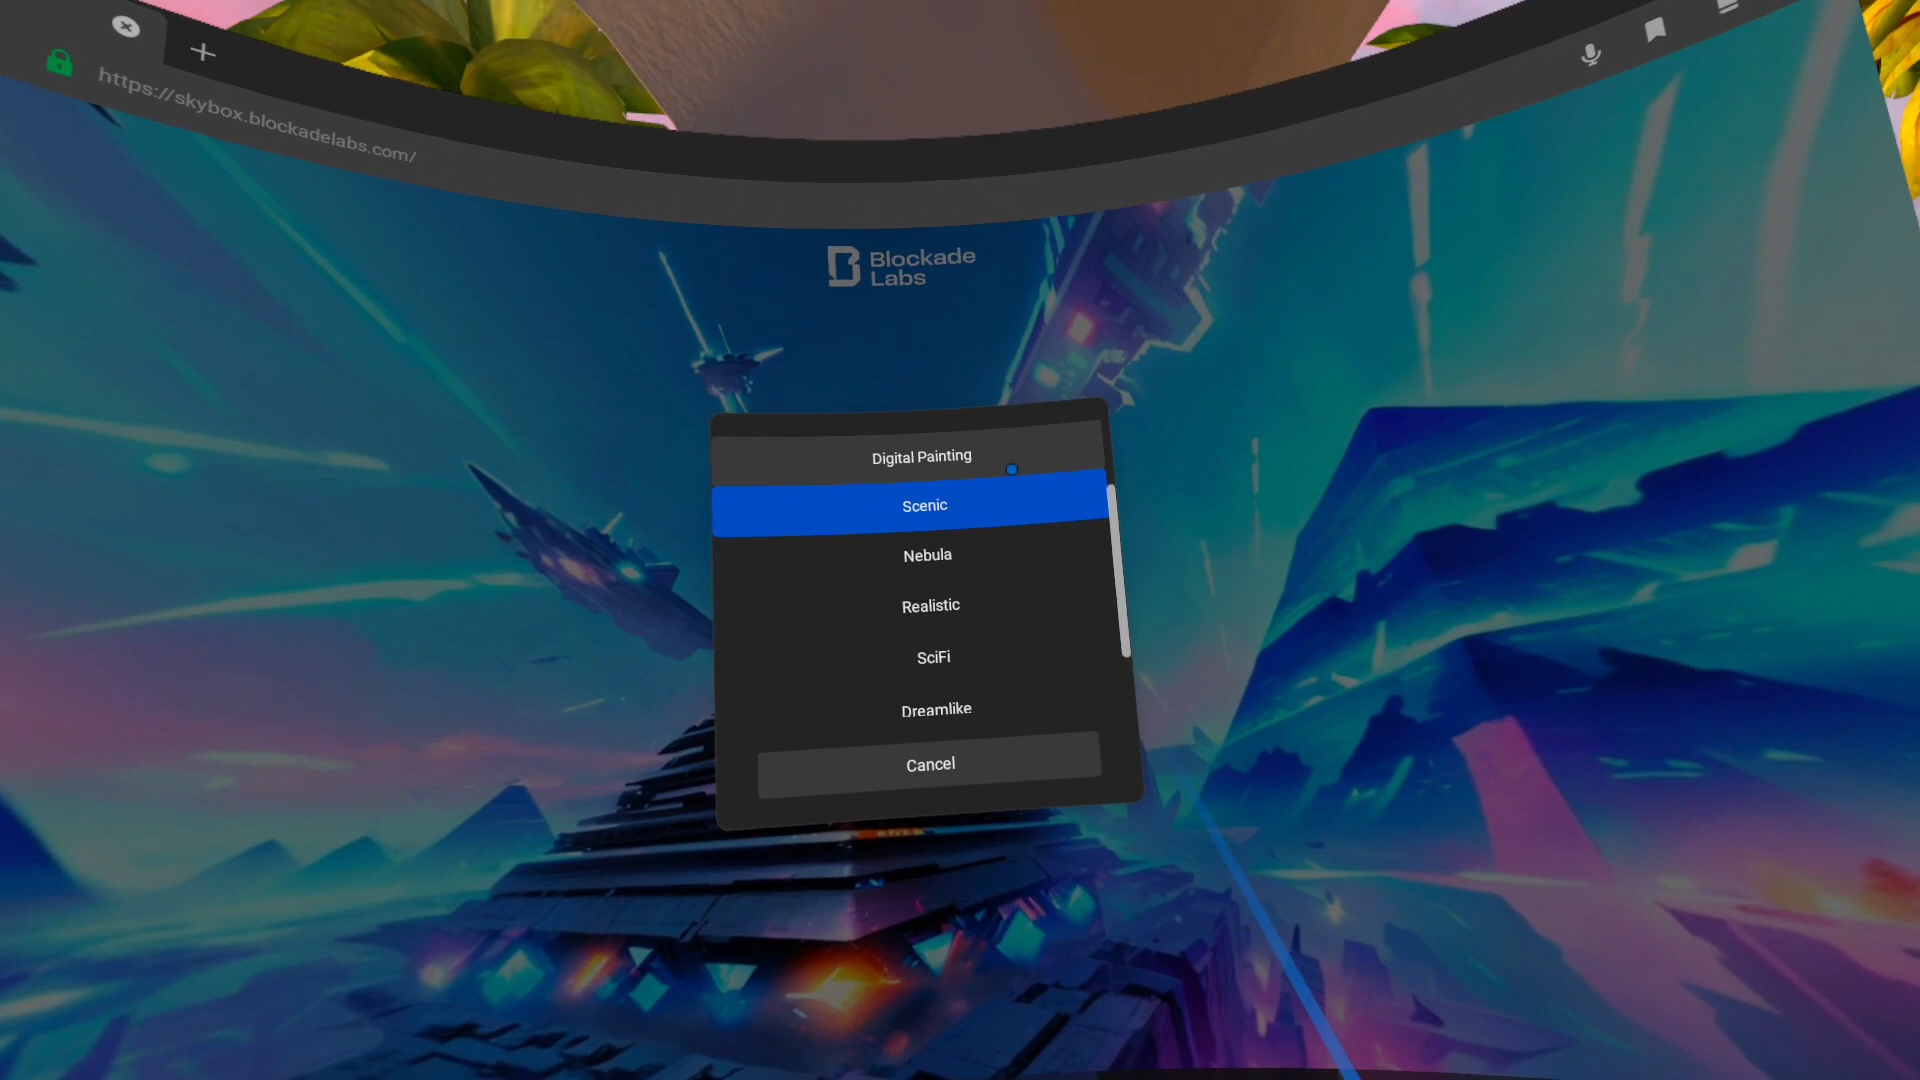 https://skybox.blockadelabs.com/
Blockade
Labs
Digital Painting
Scenic
Nebula
Realistic
SciFi
Dreamlike
Cancel